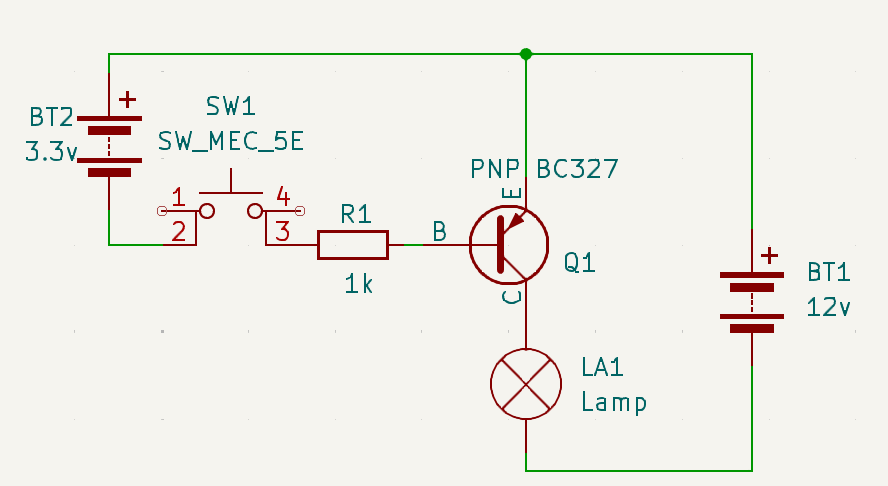 BT2
3.3v
+
SW1
SW_MEC_5E
1
4
2
3
R1
1k
PNP BC327
E
B
C
Q1
+
BT1
12v
LA1
Lamp